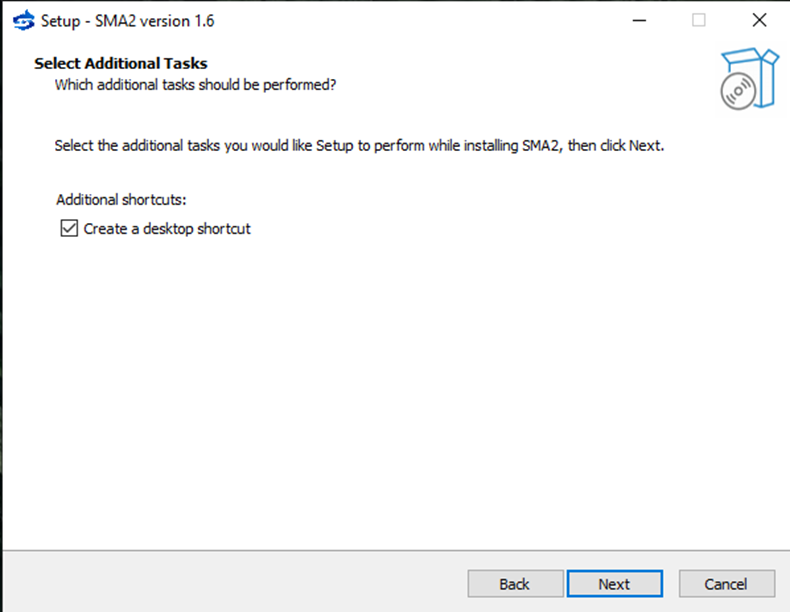 Setup - SMA2 version 1.6
Select Additional Tasks
Which additional tasks should be performed?
Select the additional tasks you would like Setup to perform while installing SMA2, then click Next.
Additional shortcuts:
Create a desktop shortcut
Back Next Cancel